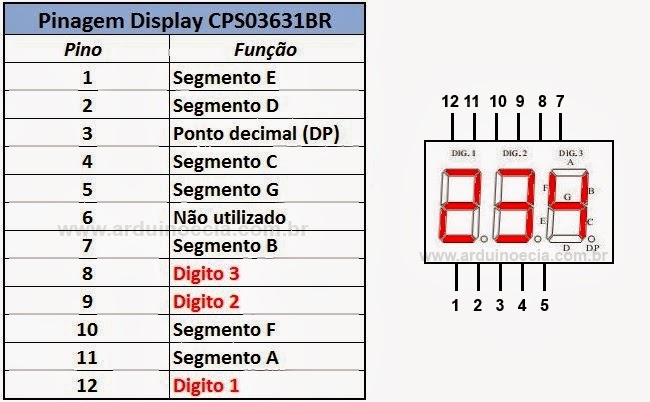 Pinagem Display CPS03631BR
Pino Função
1 Segmento E
2 Segmento D
3 Ponto decimal (DP)
4 Segmento C
5 Segmento G
6 Não utilizado
www.arduinoecia.com.br
7 Segmento B
8 Digito 3
9 Digito 2
10 Segmento F
11 Segmento A
12 Digito 1
12 11 10 9 8 7
DIG. 1 DIG. 2 DIG. 3
A
F G B
E C
D DP
234
www.arduinoecia.com.br
1 2 3 4 5